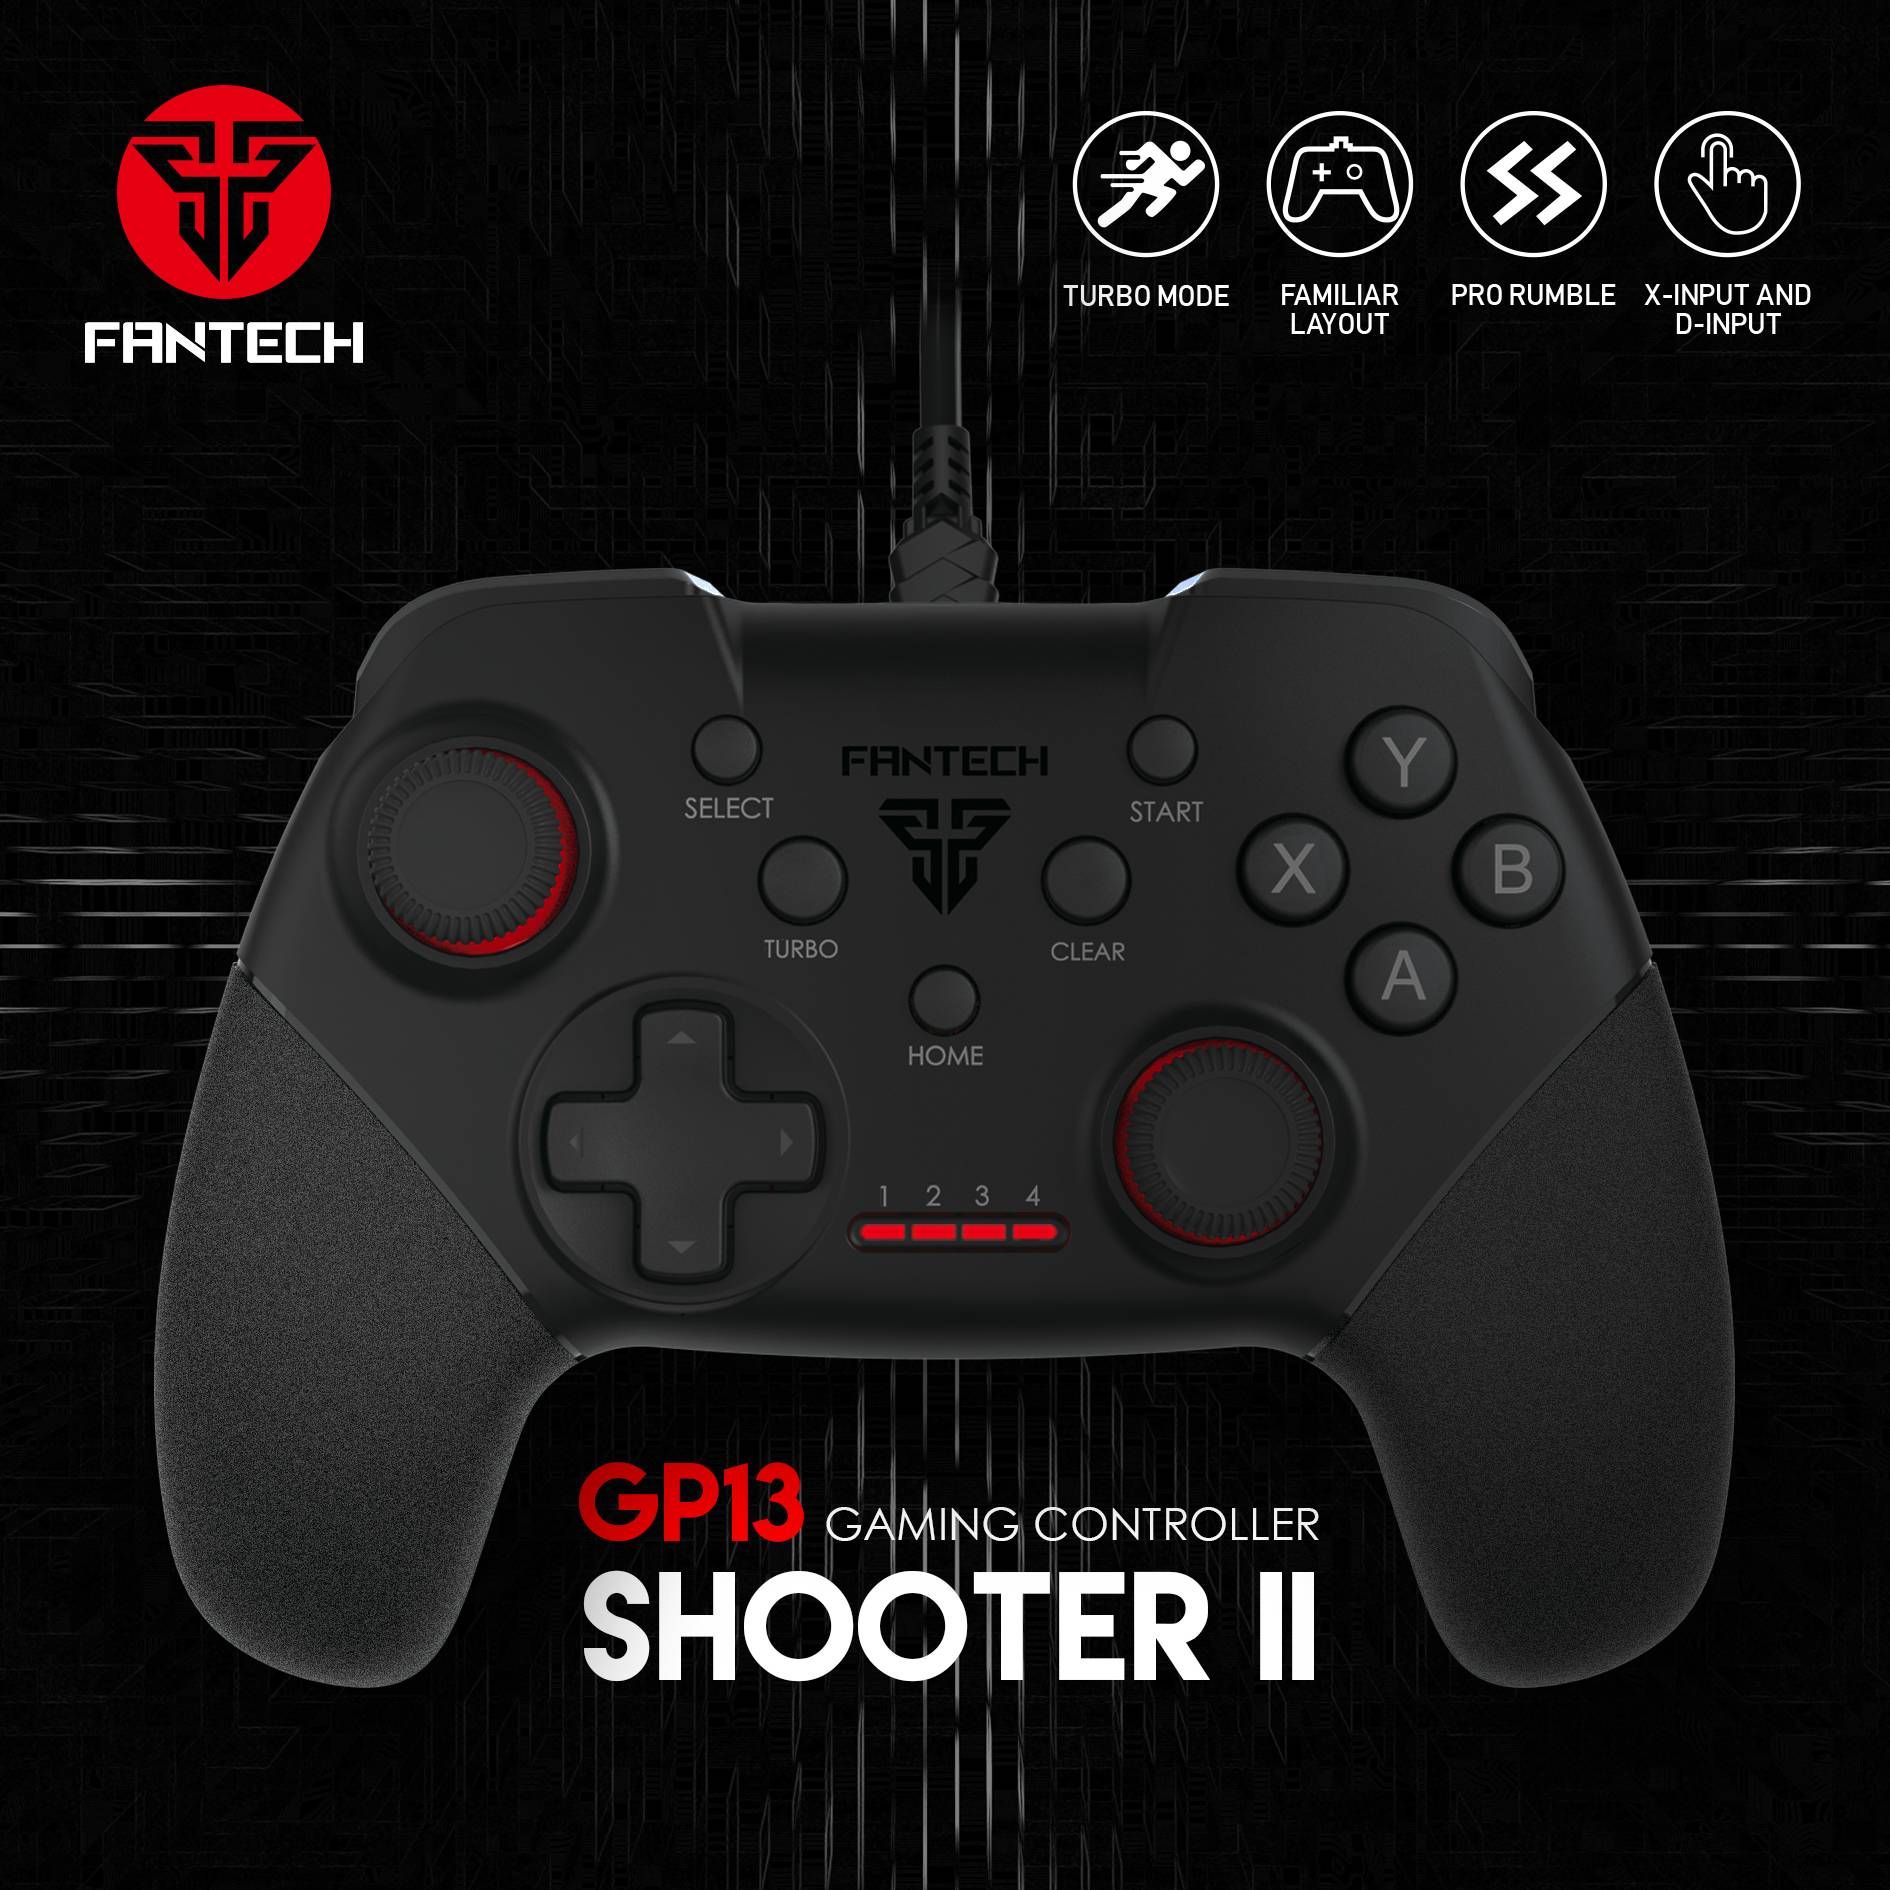 FANTECH
TURBO MODE
FAMILIAR
LAYOUT
PRO RUMBLE
X-INPUT AND
D-INPUT
SELECT
FANTECH
START
TURBO
CLEAR
HOME
Y
X
B
A
1 2 3 4
GP13 GAMING CONTROLLER
SHOOTER II